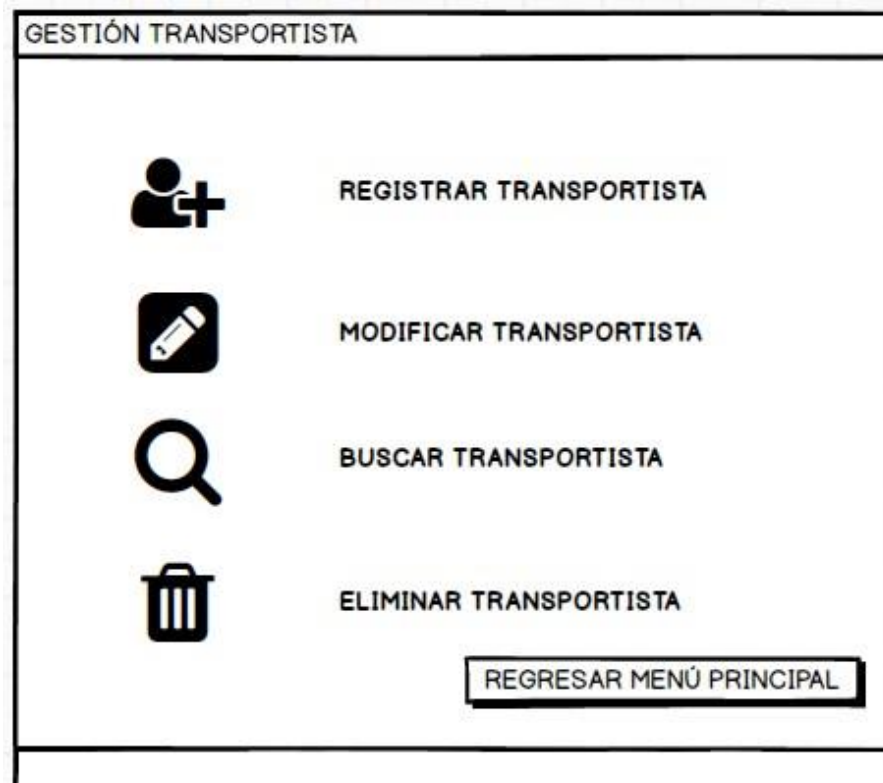 GESTIÓN TRANSPORTISTA
REGISTRAR TRANSPORTISTA
MODIFICAR TRANSPORTISTA
BUSCAR TRANSPORTISTA
ELIMINAR TRANSPORTISTA
REGRESAR MENÚ PRINCIPAL